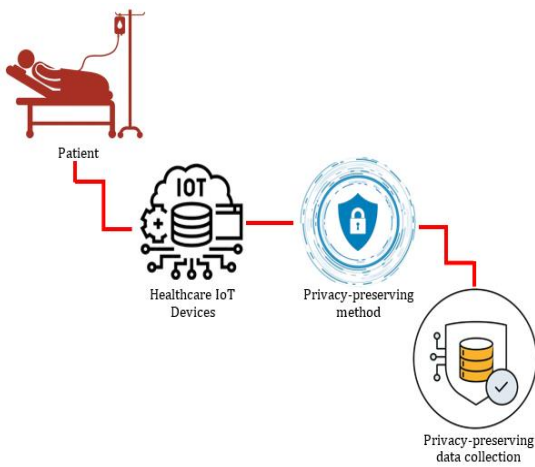 Patient
IOT
Healthcare IoT
Devices
Privacy-preserving
method
Privacy-preserving
data collection